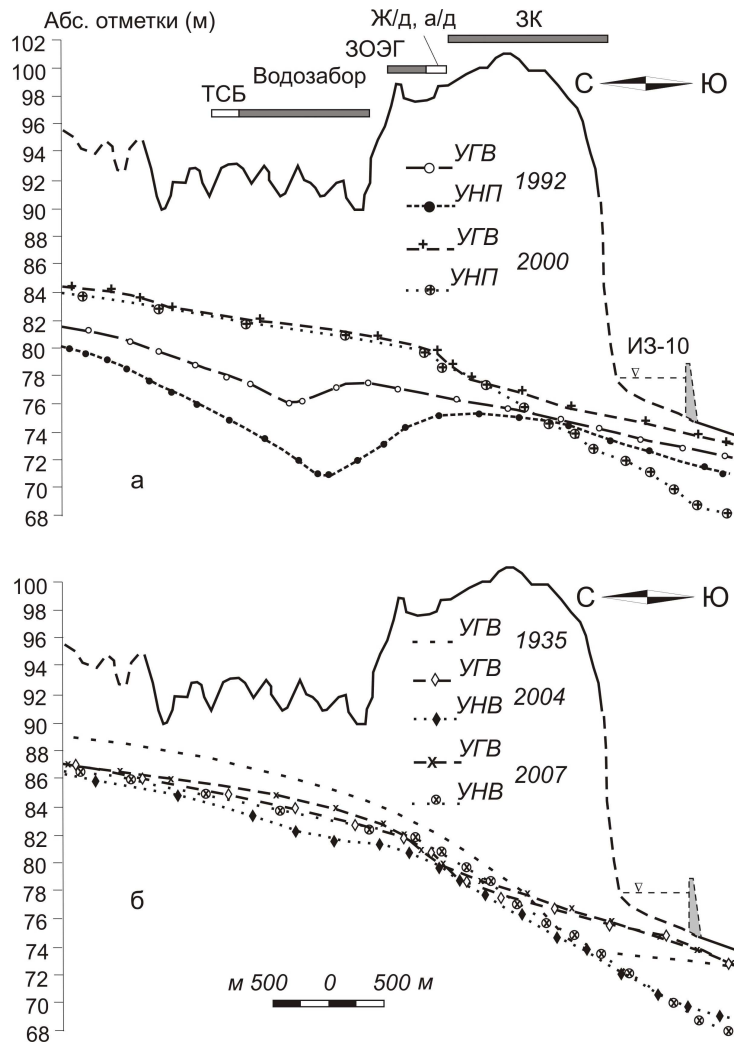 Абс. отметки (м)
Ж/д, а/д
ЗК
102
100
98
96
94
92
90
88
86
84
82
80
78
76
74
72
70
68
ЗОЭГ
Водозабор
ТСБ
С Ю
УГВ
1992
УНП
УГВ
2000
УНП
ИЗ-10
а
100
98
96
94
92
90
88
86
84
82
80
78
76
74
72
70
68
С Ю
УГВ 1935
УГВ
2004
УНВ
УГВ
2007
УНВ
б
м 500 0 500 м